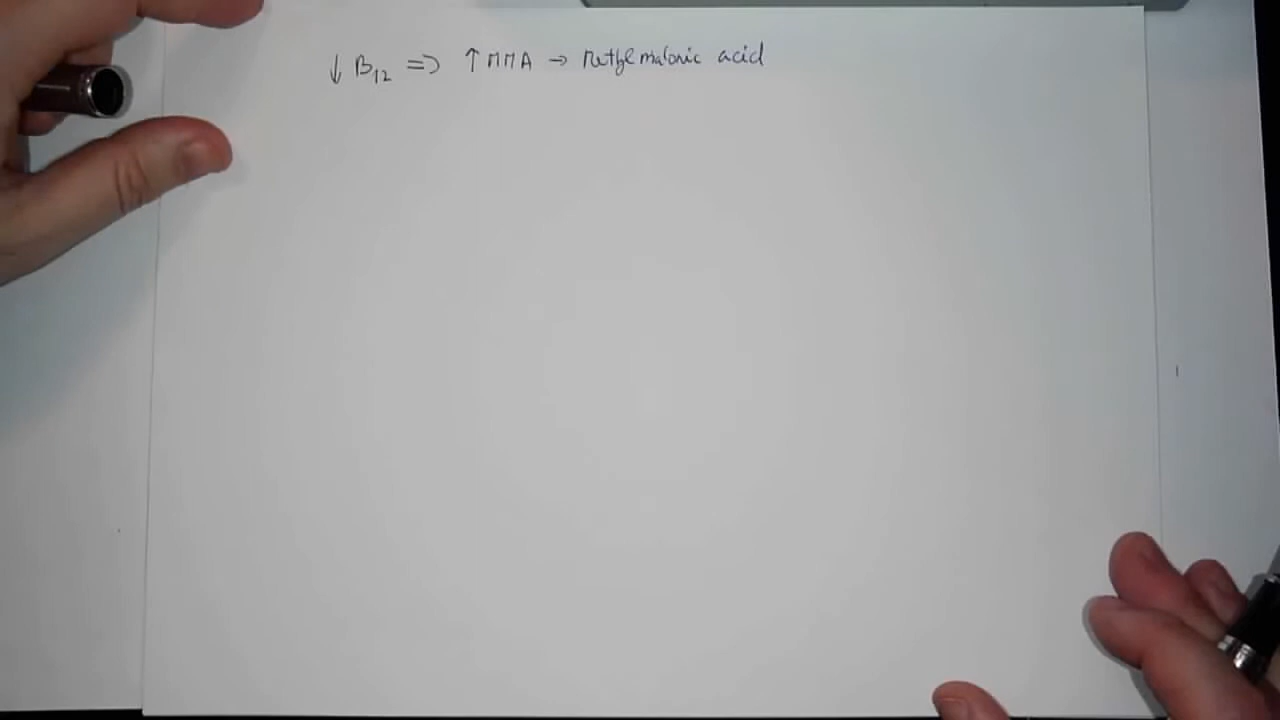 ↓ B12 => ↑ MMA → Methylmalonic acid